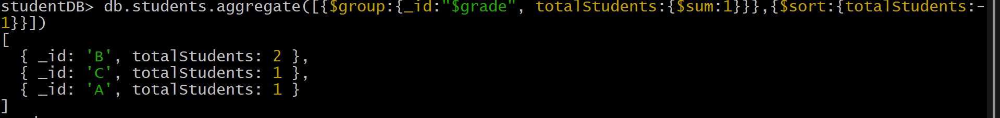 studentDB> db.students.aggregate([{$group:{_id:"$grade", totalStudents:{$sum:1}}},{$sort:{totalStudents:-
1}}])
[
  { _id: 'B', totalStudents: 2 },
  { _id: 'C', totalStudents: 1 },
  { _id: 'A', totalStudents: 1 }
]